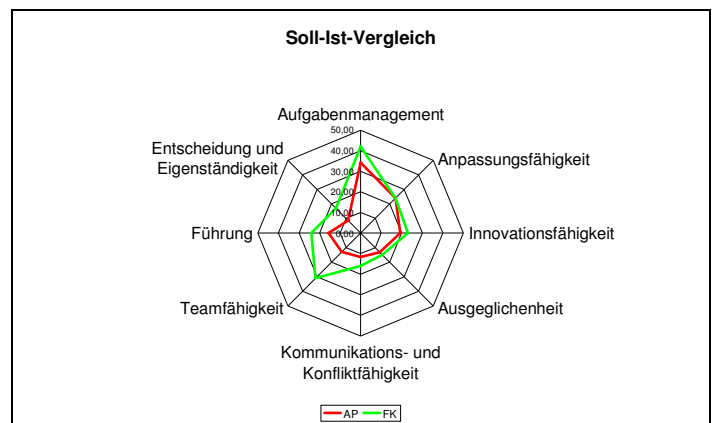 Soll-Ist-Vergleich
Aufgabenmanagement
50,00
40,00
30,00
20,00
10,00
0,00
Anpassungsfähigkeit
Innovationsfähigkeit
Ausgeglichenheit
Kommunikations- und
Konfliktfähigkeit
Teamfähigkeit
Führung
Entscheidung und
Eigenständigkeit
AP FK